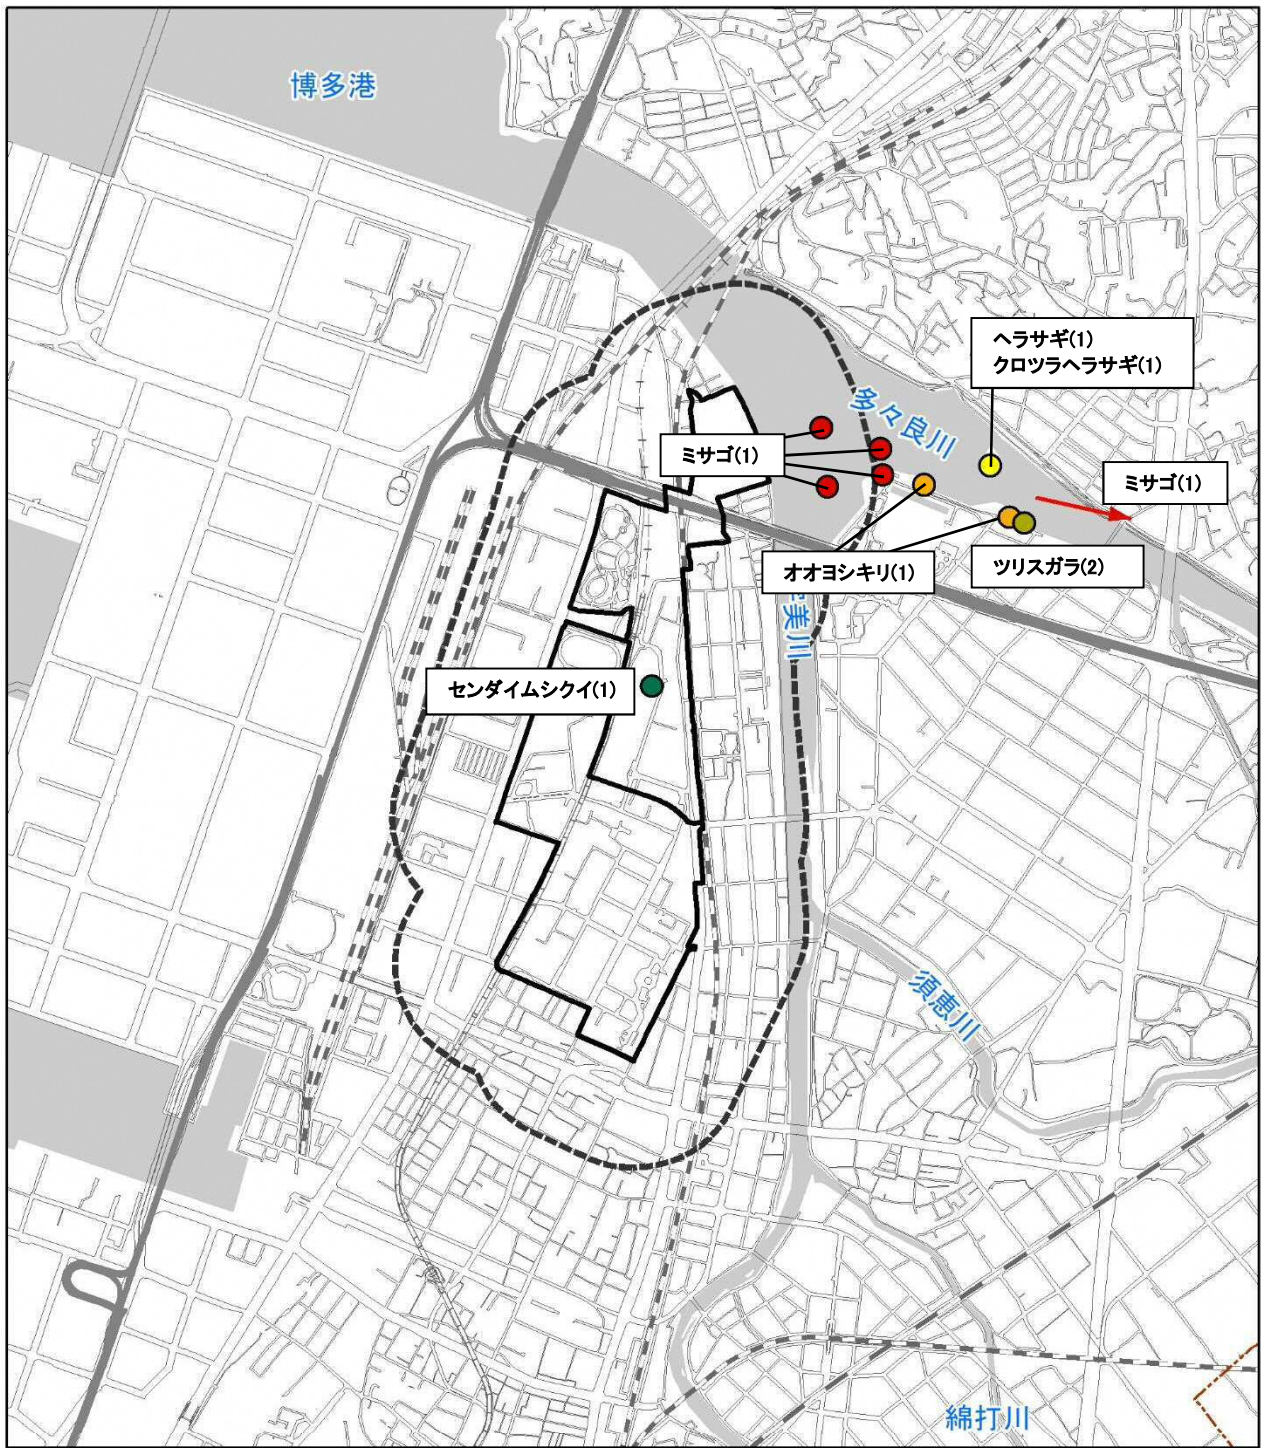 博多港
ヘラサギ(1)
クロツラヘラサギ(1)
多々良川
ミサゴ(1)
ミサゴ(1)
オオヨシキリ(1)
ツリスガラ(2)
美川
センダイムシクイ(1)
須恵川
綿打川